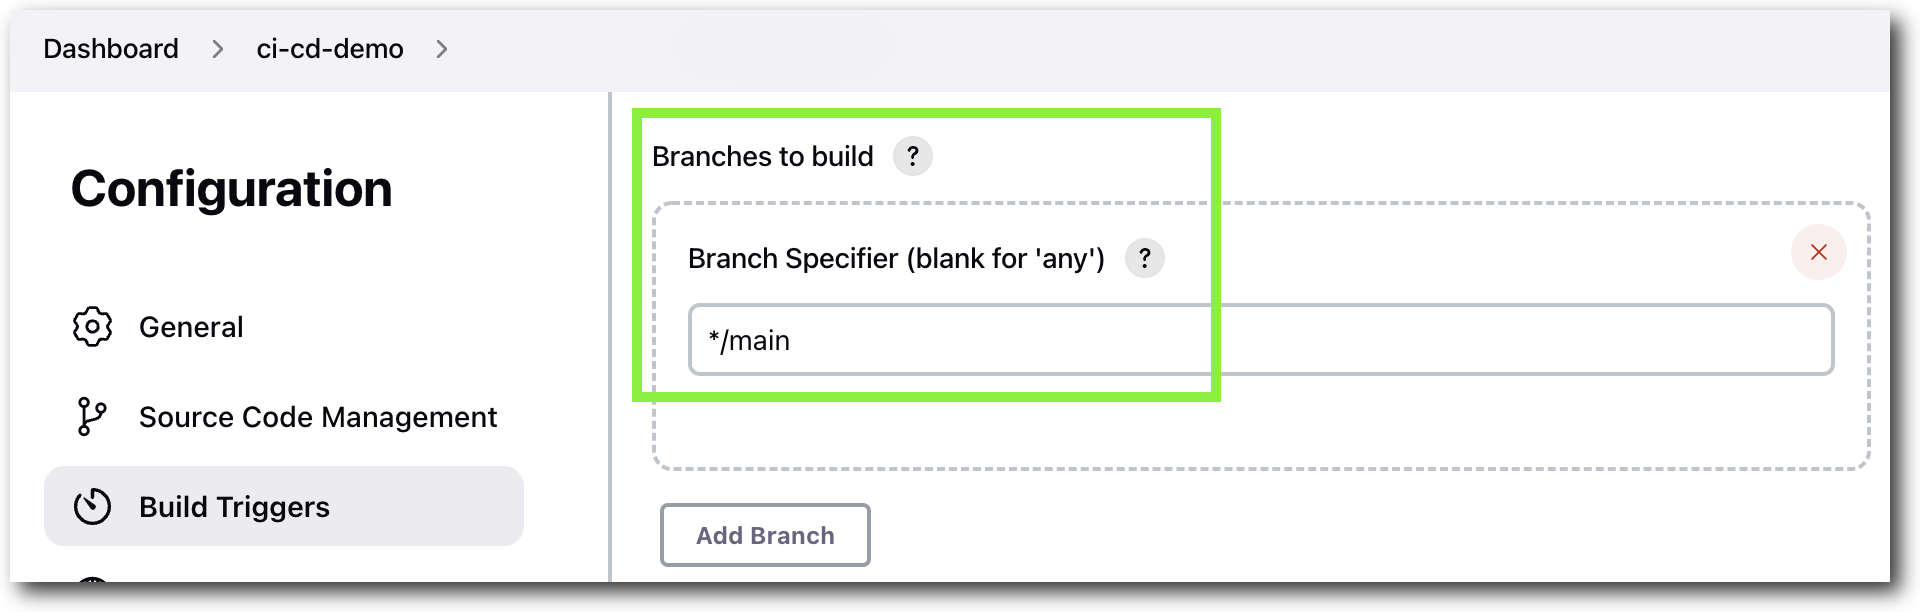 Dashboard > ci-cd-demo >
Configuration
General
Source Code Management
Build Triggers
Branches to build ?
Branch Specifier (blank for 'any') ?
*/main
Add Branch